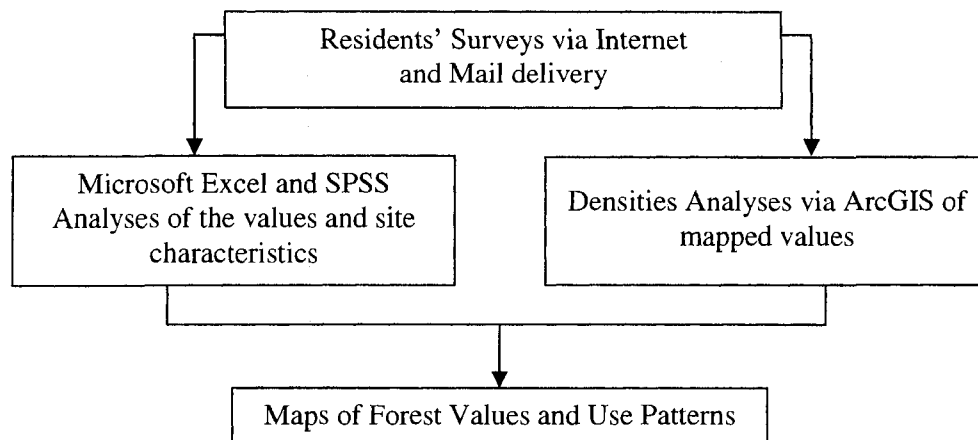 Residents’ Surveys via Internet
and Mail delivery
Microsoft Excel and SPSS
Analyses of the values and site
characteristics
Densities Analyses via ArcGIS of
mapped values
Maps of Forest Values and Use Patterns